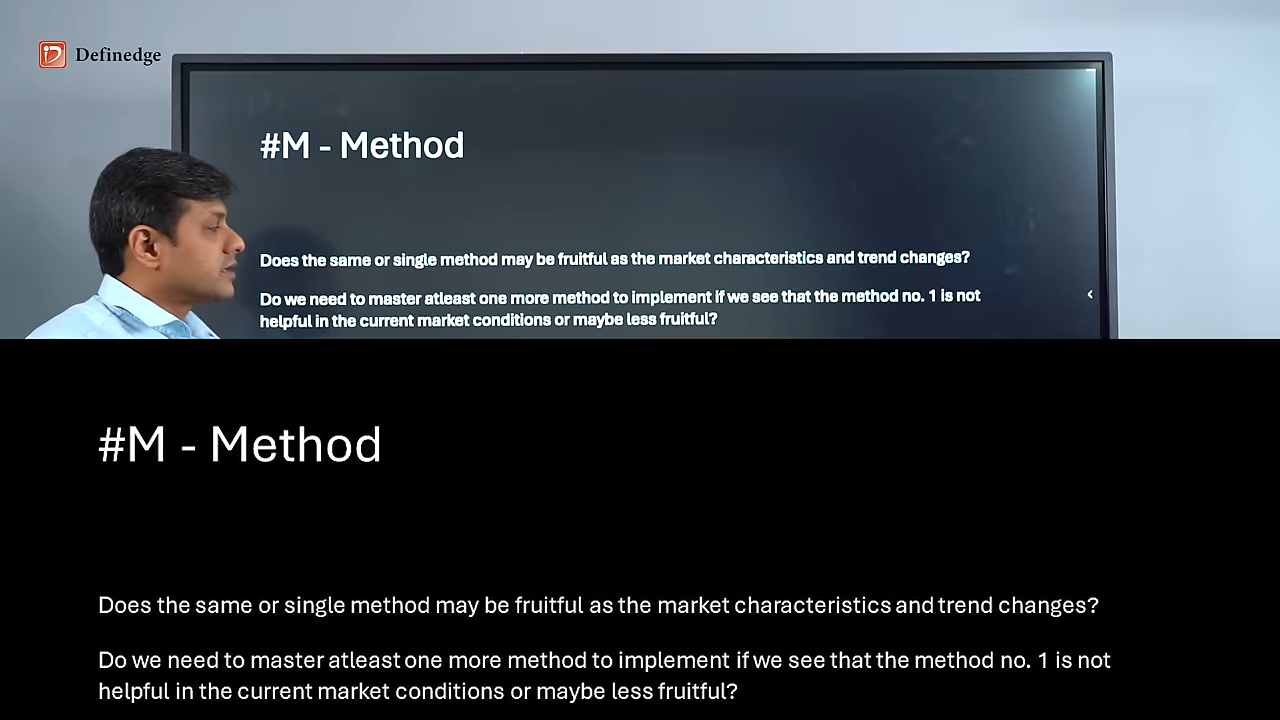 Definedge
#M - Method
Does the same or single method may be fruitful as the market characteristics and trend changes?
Do we need to master atleast one more method to implement if we see that the method no. 1 is not
helpful in the current market conditions or maybe less fruitful?
#M - Method
Does the same or single method may be fruitful as the market characteristics and trend changes?
Do we need to master atleast one more method to implement if we see that the method no. 1 is not
helpful in the current market conditions or maybe less fruitful?